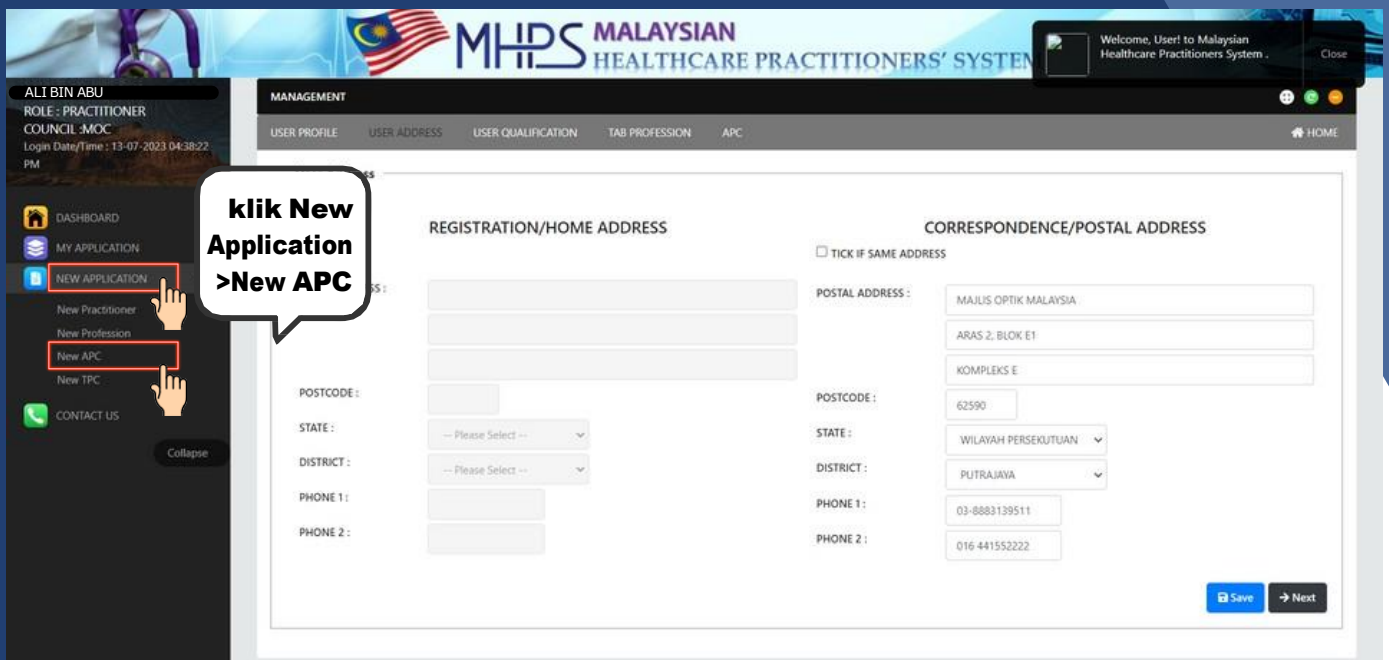 MHPS MALAYSIAN
HEALTHCARE PRACTITIONERS' SYSTEM
Welcome, User! to Malaysian
Healthcare Practitioners System .
Close
ALI BIN ABU
ROLE : PRACTITIONER
COUNCIL :MOC
Login Date/Time : 13-07-2023 04:38:22
PM
DASHBOARD
MY APPLICATION
NEW APPLICATION
New Practitioner
New Profession
New APC
New TPC
CONTACT US
Collapse
klik New
Application
>New APC
MANAGEMENT
USER PROFILE USER ADDRESS USER QUALIFICATION TAB PROFESSION APC HOME
REGISTRATION/HOME ADDRESS
POSTCODE :
STATE : -- Please Select --
DISTRICT : -- Please Select --
PHONE 1 :
PHONE 2 :
CORRESPONDENCE/POSTAL ADDRESS
TICK IF SAME ADDRESS
POSTAL ADDRESS : MAJLIS OPTIK MALAYSIA
ARAS 2, BLOK E1
KOMPLEKS E
POSTCODE : 62590
STATE : WILAYAH PERSEKUTUAN
DISTRICT : PUTRAJAYA
PHONE 1 : 03-8883139511
PHONE 2 : 016 441552222
Save
Next